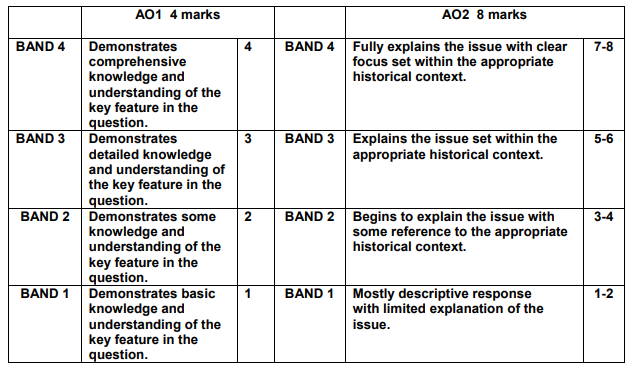 AO1 4 marks AO2 8 marks
BAND 4 Demonstrates 4 BAND 4 Fully explains the issue with clear 7-8
comprehensive focus set within the appropriate
knowledge and historical context.
understanding of the
key feature in the
question.
BAND 3 Demonstrates 3 BAND 3 Explains the issue set within the 5-6
detailed knowledge appropriate historical context.
and understanding of
the key feature in the
question.
BAND 2 Demonstrates some 2 BAND 2 Begins to explain the issue with 3-4
knowledge and some reference to the appropriate
understanding of the historical context.
key feature in the
question.
BAND 1 Demonstrates basic 1 BAND 1 Mostly descriptive response 1-2
knowledge and with limited explanation of the
understanding of the issue.
key feature in the
question.